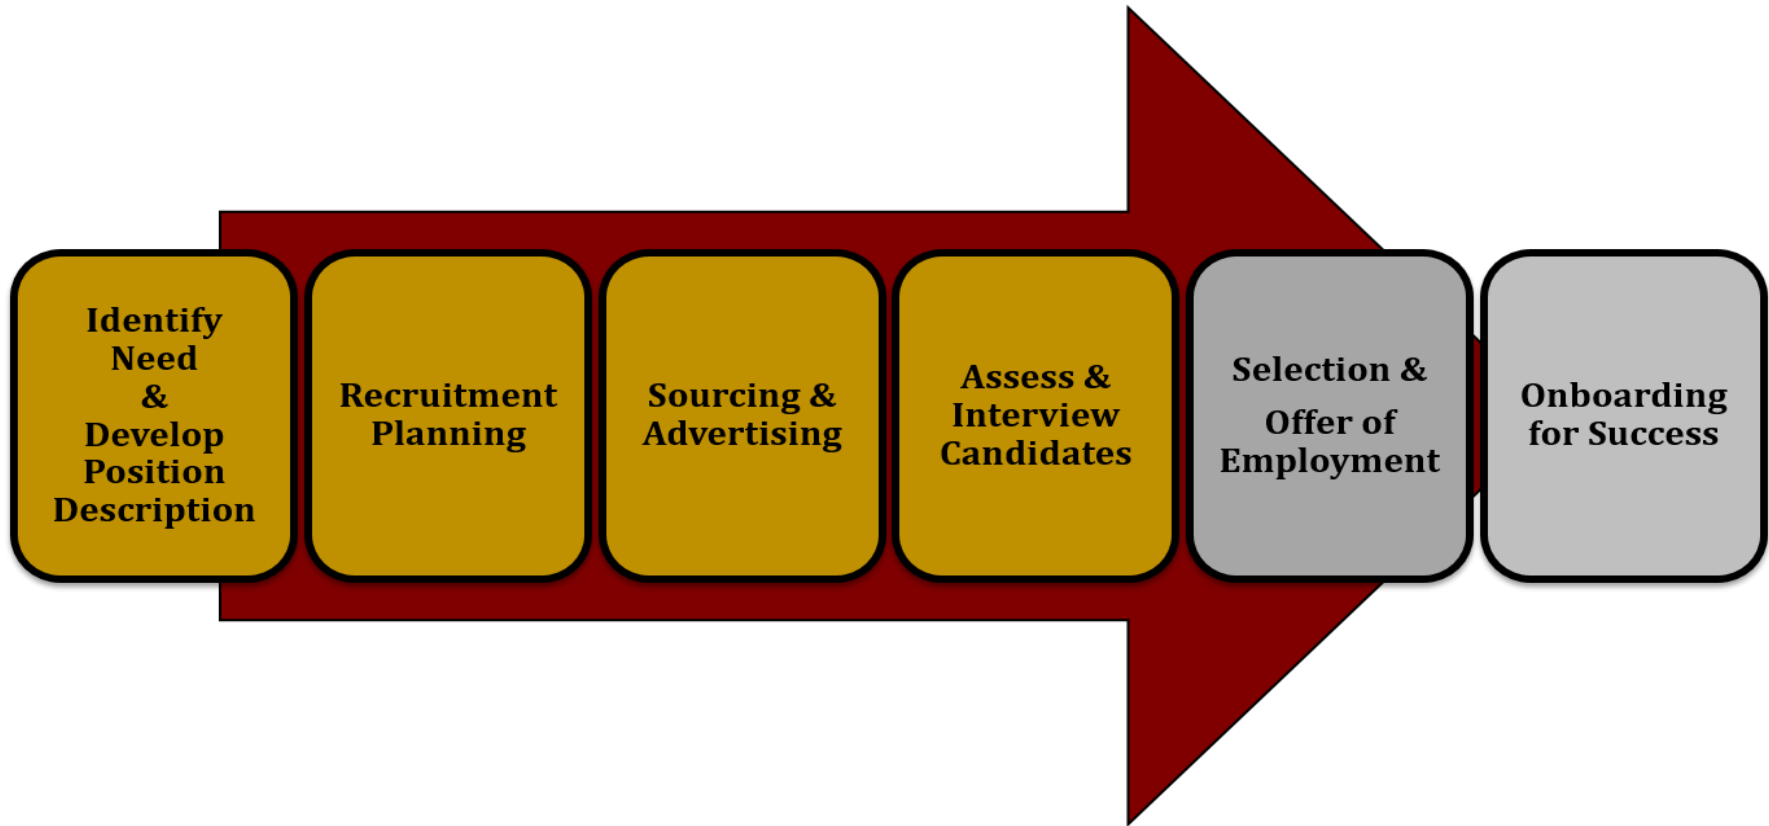 Identify
Need
&
Develop
Position
Description
Recruitment
Planning
Sourcing &
Advertising
Assess &
Interview
Candidates
Selection &
Offer of
Employment
Onboarding
for Success